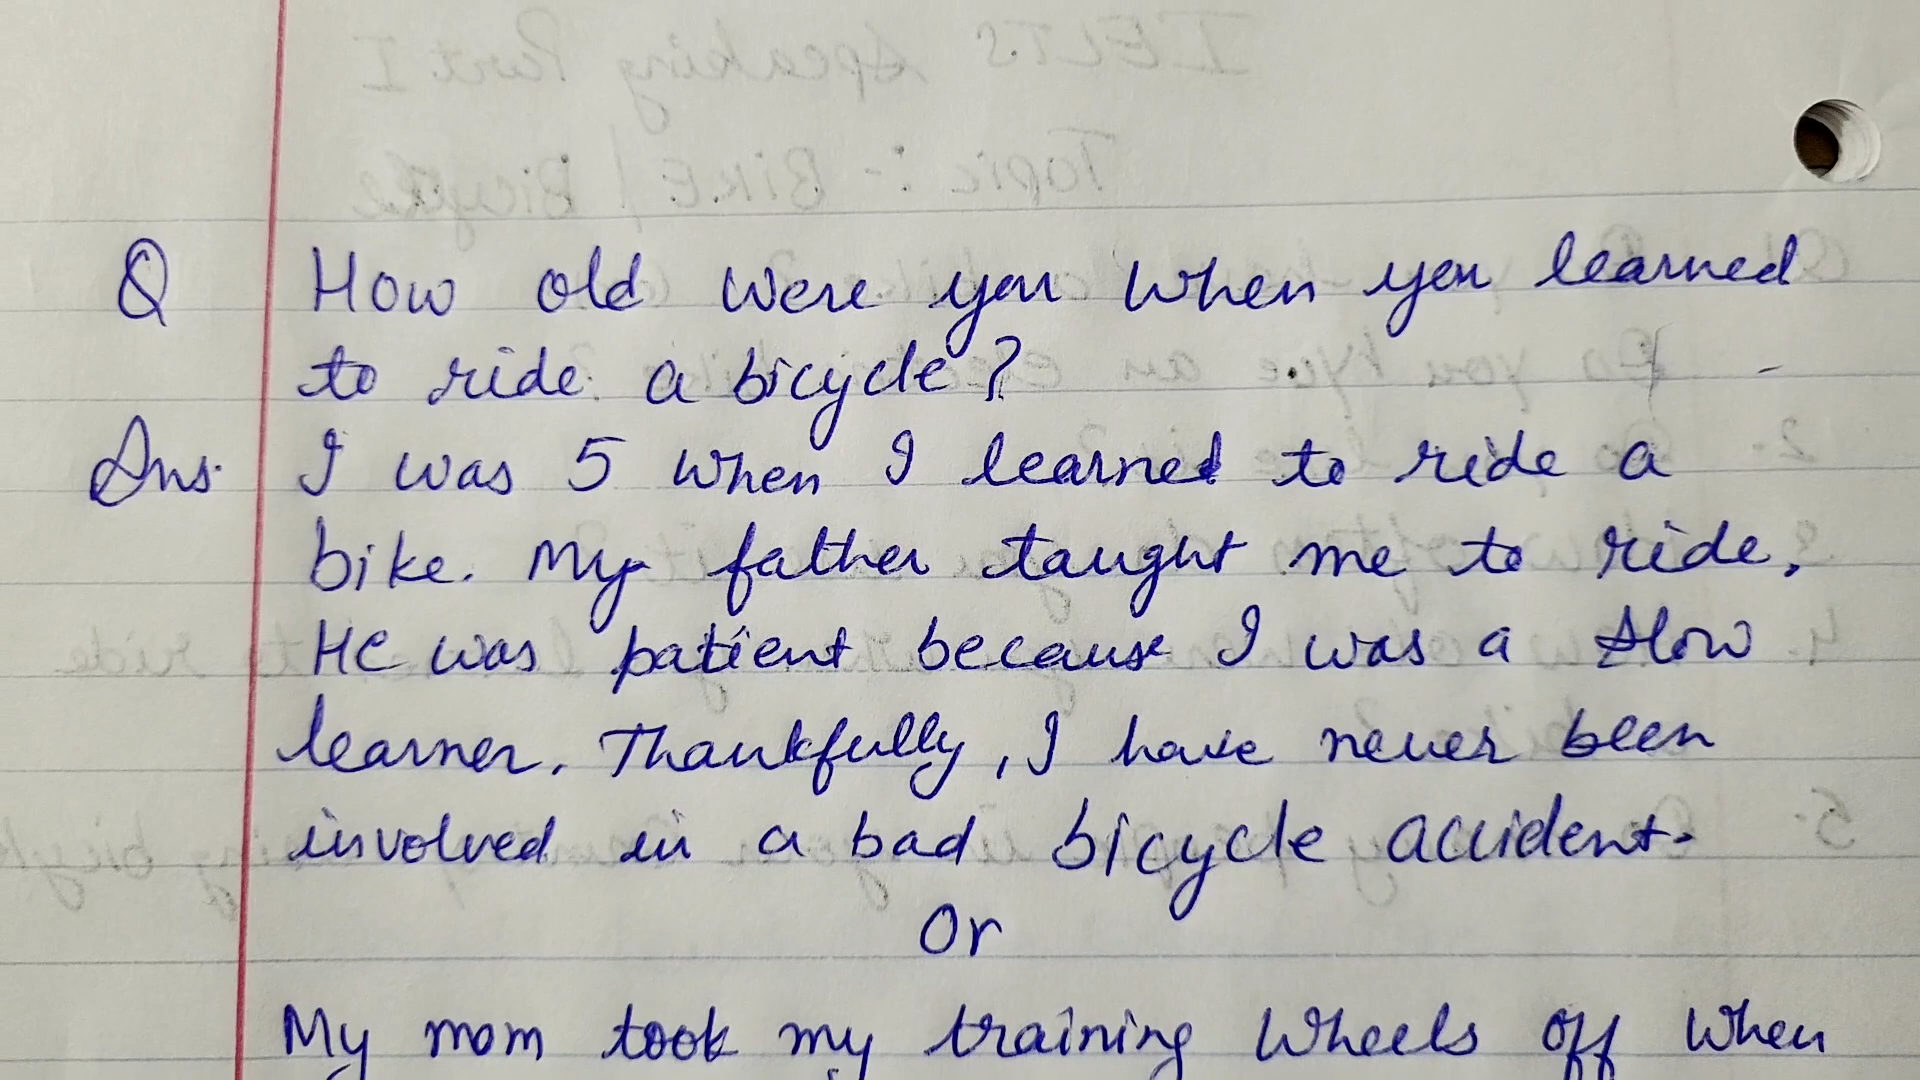 Q How old were you when you learned
to ride a bicycle?
Ans. I was 5 when I learned to ride a
bike. My father taught me to ride.
He was patient because I was a slow
learner. Thankfully, I have never been
involved in a bad bicycle accident.
Or
My mom took my training wheels off when